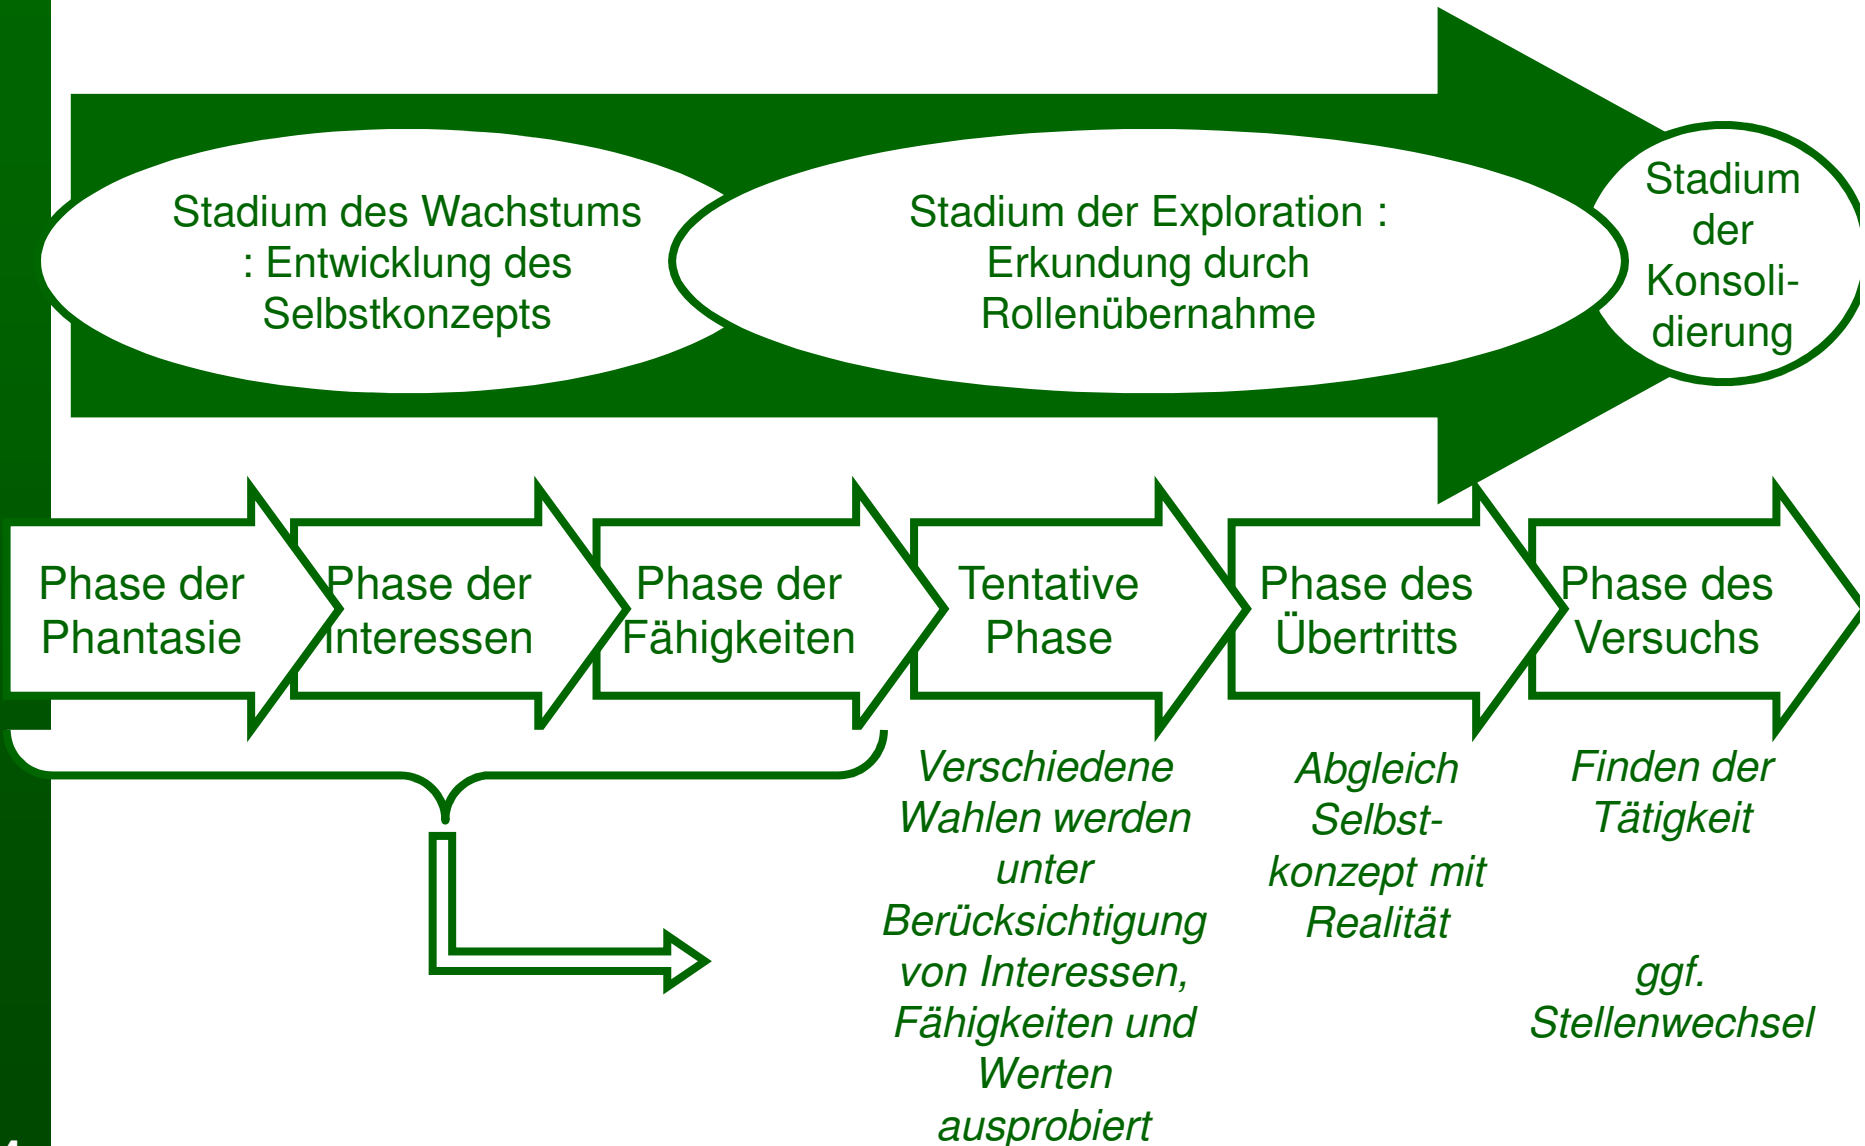 Stadium des Wachstums
: Entwicklung des
Selbstkonzepts
Stadium der Exploration :
Erkundung durch
Rollenübernahme
Stadium
der
Konsoli-
dierung
Phase der
Phantasie
Phase der
Interessen
Phase der
Fähigkeiten
Tentative
Phase
Phase des
Übertritts
Phase des
Versuchs
Verschiedene
Wahlen werden
unter
Berücksichtigung
von Interessen,
Fähigkeiten und
Werten
ausprobiert
Abgleich
Selbst-
konzept mit
Realität
Finden der
Tätigkeit
ggf.
Stellenwechsel